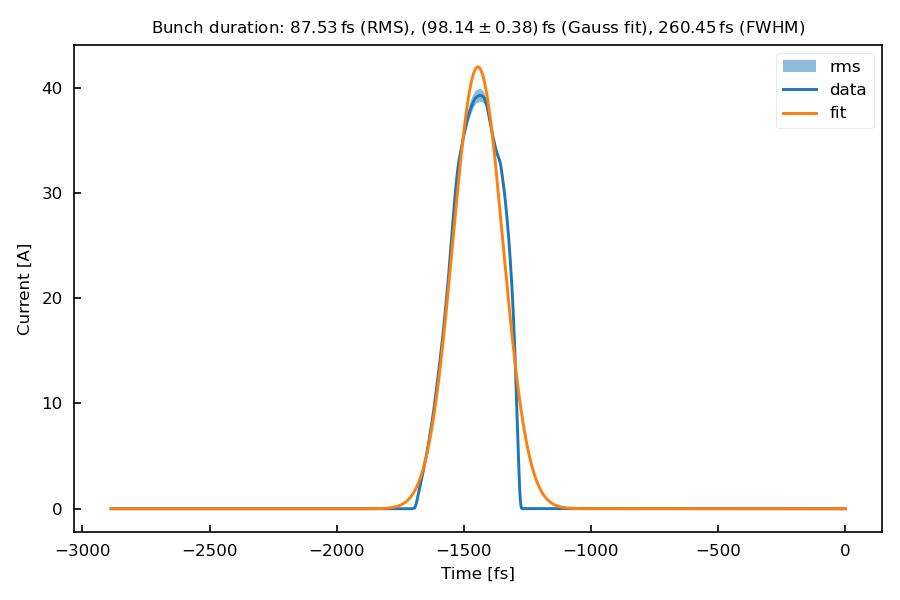 Bunch duration: 87.53 fs (RMS), (98.14 ± 0.38) fs (Gauss fit), 260.45 fs (FWHM)
rms
data
fit
40
30
20
10
0
Current [A]
−3000 −2500 −2000 −1500 −1000 −500 0
Time [fs]